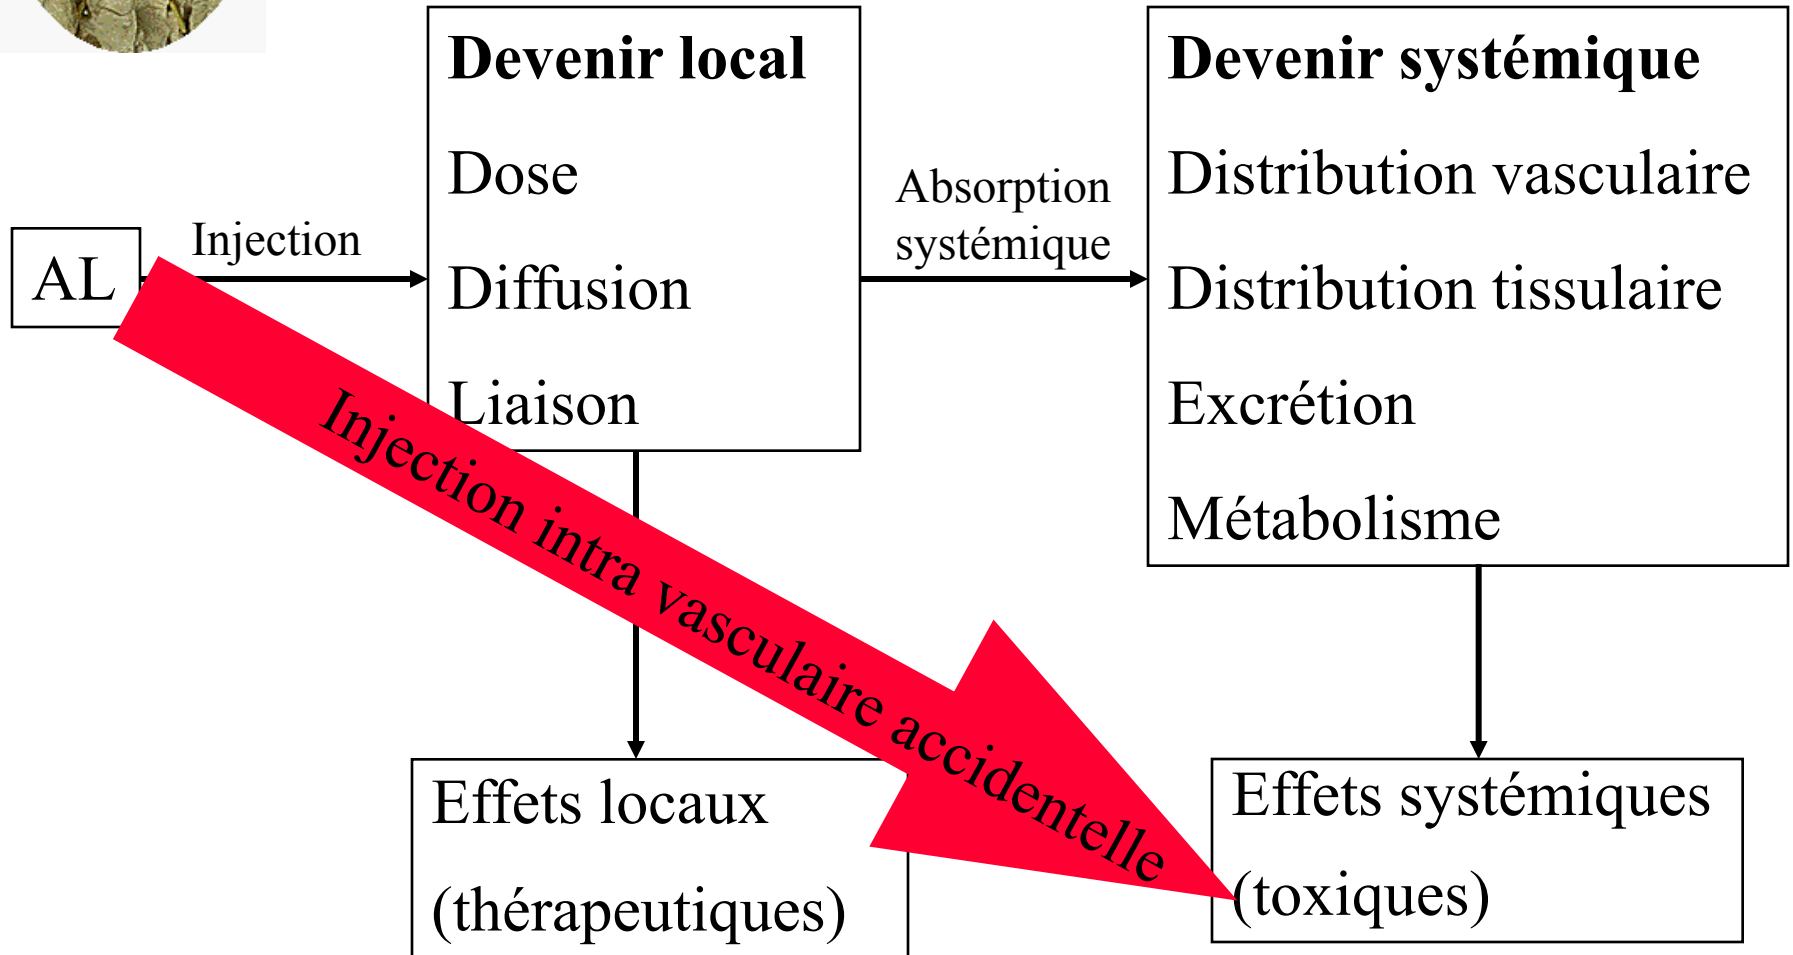 AL
Injection
Devenir local
Dose
Diffusion
Liaison
Absorption
systémique
Devenir systémique
Distribution vasculaire
Distribution tissulaire
Excrétion
Métabolisme
Injection intra vasculaire accidentelle
Effets locaux
(thérapeutiques)
Effets systémiques
(toxiques)